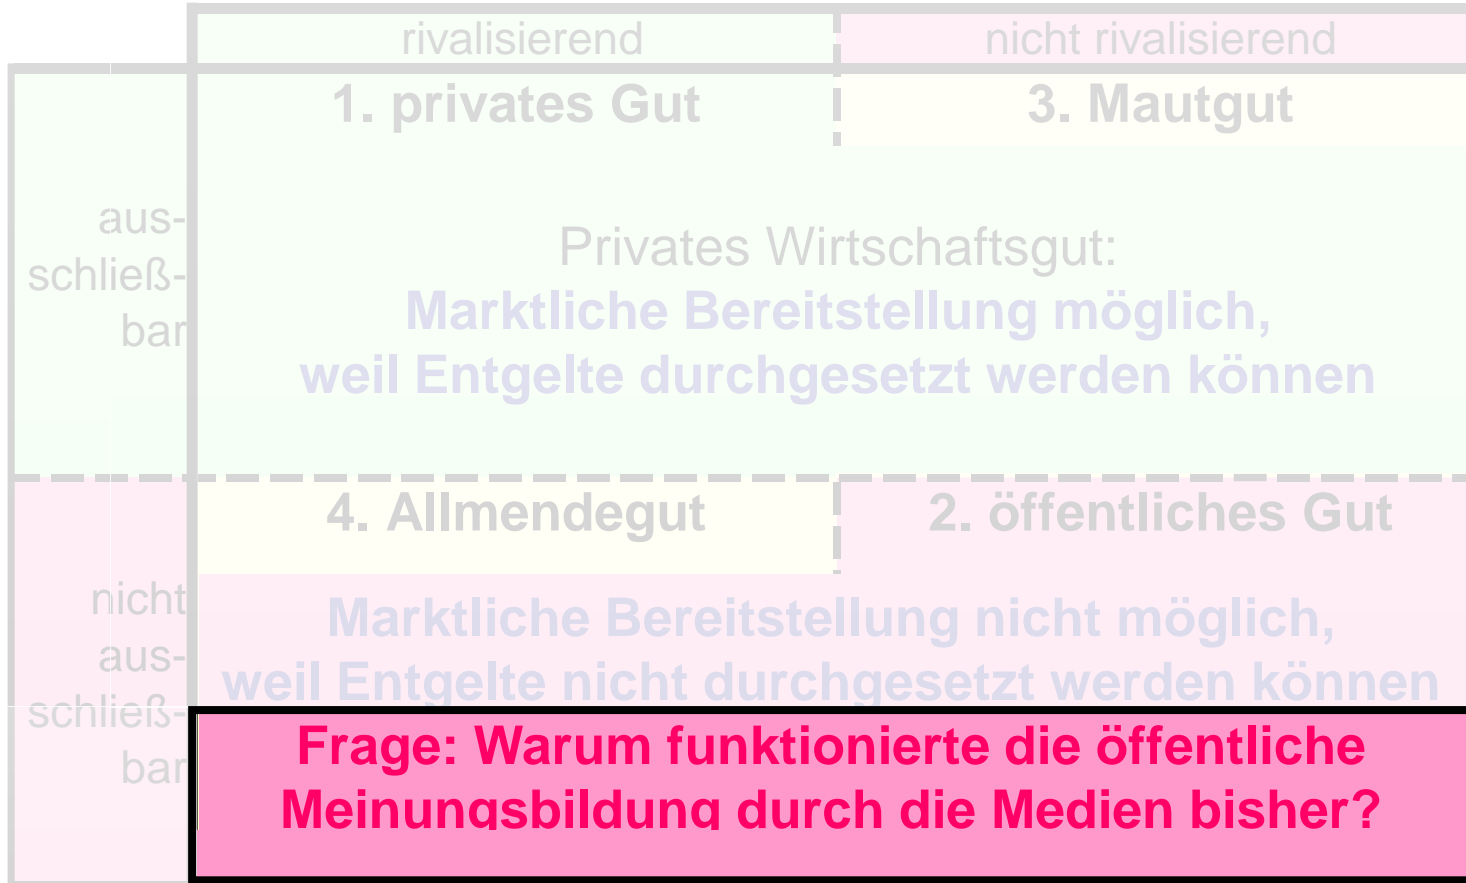 rivalisierend
nicht rivalisierend
1. privates Gut
3. Mautgut
aus-
schließ-
bar
Privates Wirtschaftsgut:
Marktliche Bereitstellung möglich,
weil Entgelte durchgesetzt werden können
4. Allmendegut
2. öffentliches Gut
nicht
aus-
schließ-
bar
Marktliche Bereitstellung nicht möglich,
weil Entgelte nicht durchgesetzt werden können
Frage: Warum funktionierte die öffentliche
Meinungsbildung durch die Medien bisher?